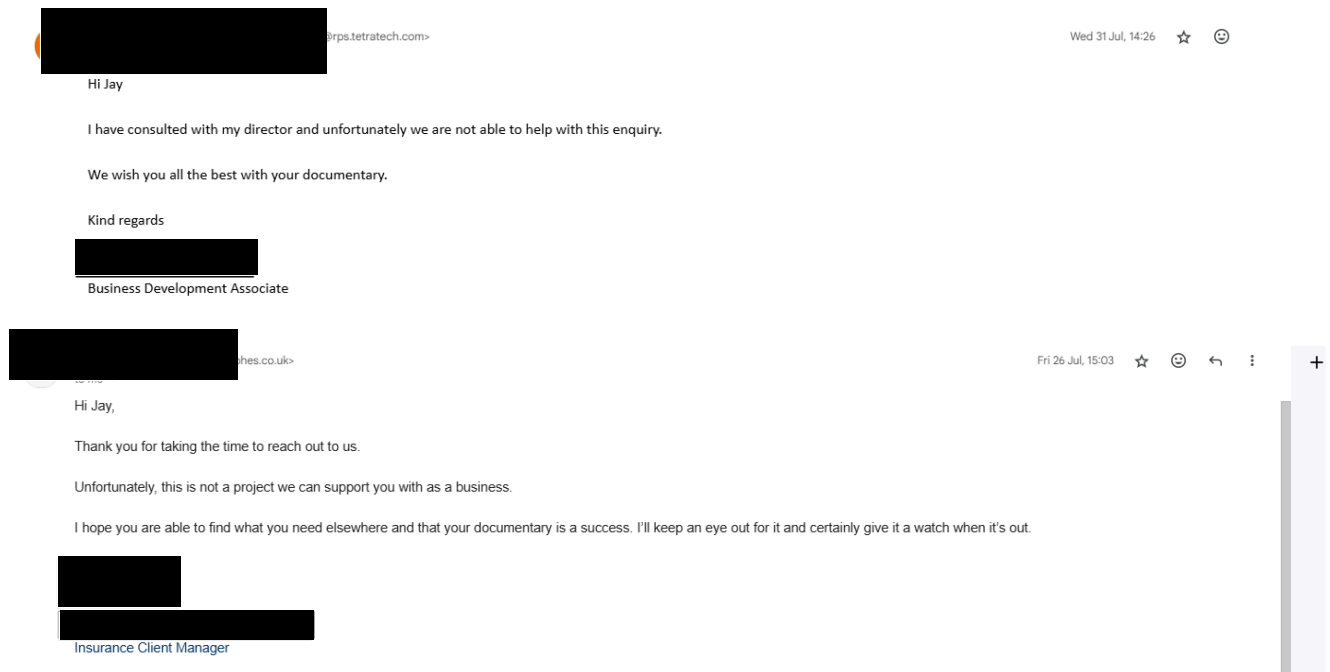 @rps.tetratech.com>
Wed 31 Jul, 14:26
Hi Jay
I have consulted with my director and unfortunately we are not able to help with this enquiry.
We wish you all the best with your documentary.
Kind regards
Business Development Associate
hes.co.uk>
Fri 26 Jul, 15:03
to me
Hi Jay,
Thank you for taking the time to reach out to us.
Unfortunately, this is not a project we can support you with as a business.
I hope you are able to find what you need elsewhere and that your documentary is a success. I’ll keep an eye out for it and certainly give it a watch when it’s out.
Insurance Client Manager